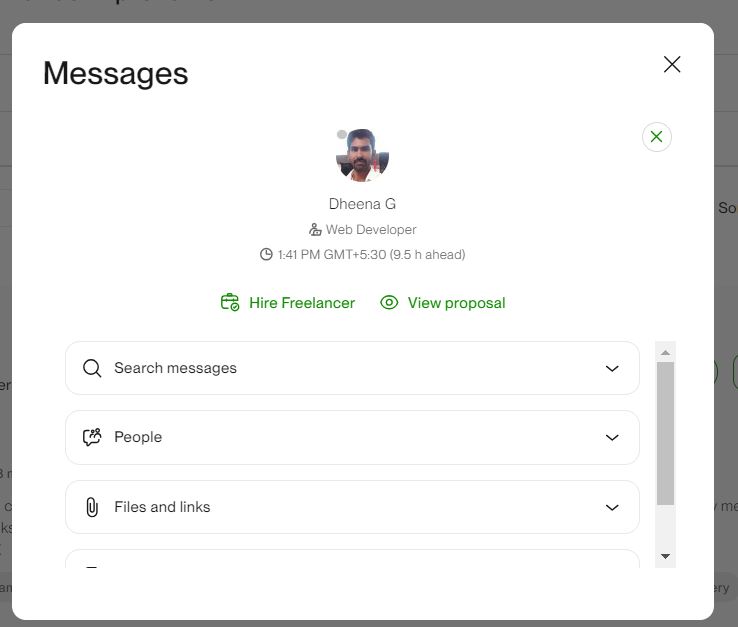 Messages
Dheena G
Web Developer
1:41 PM GMT+5:30 (9.5 h ahead)
So
Hire Freelancer
View proposal
Search messages
People
Files and links